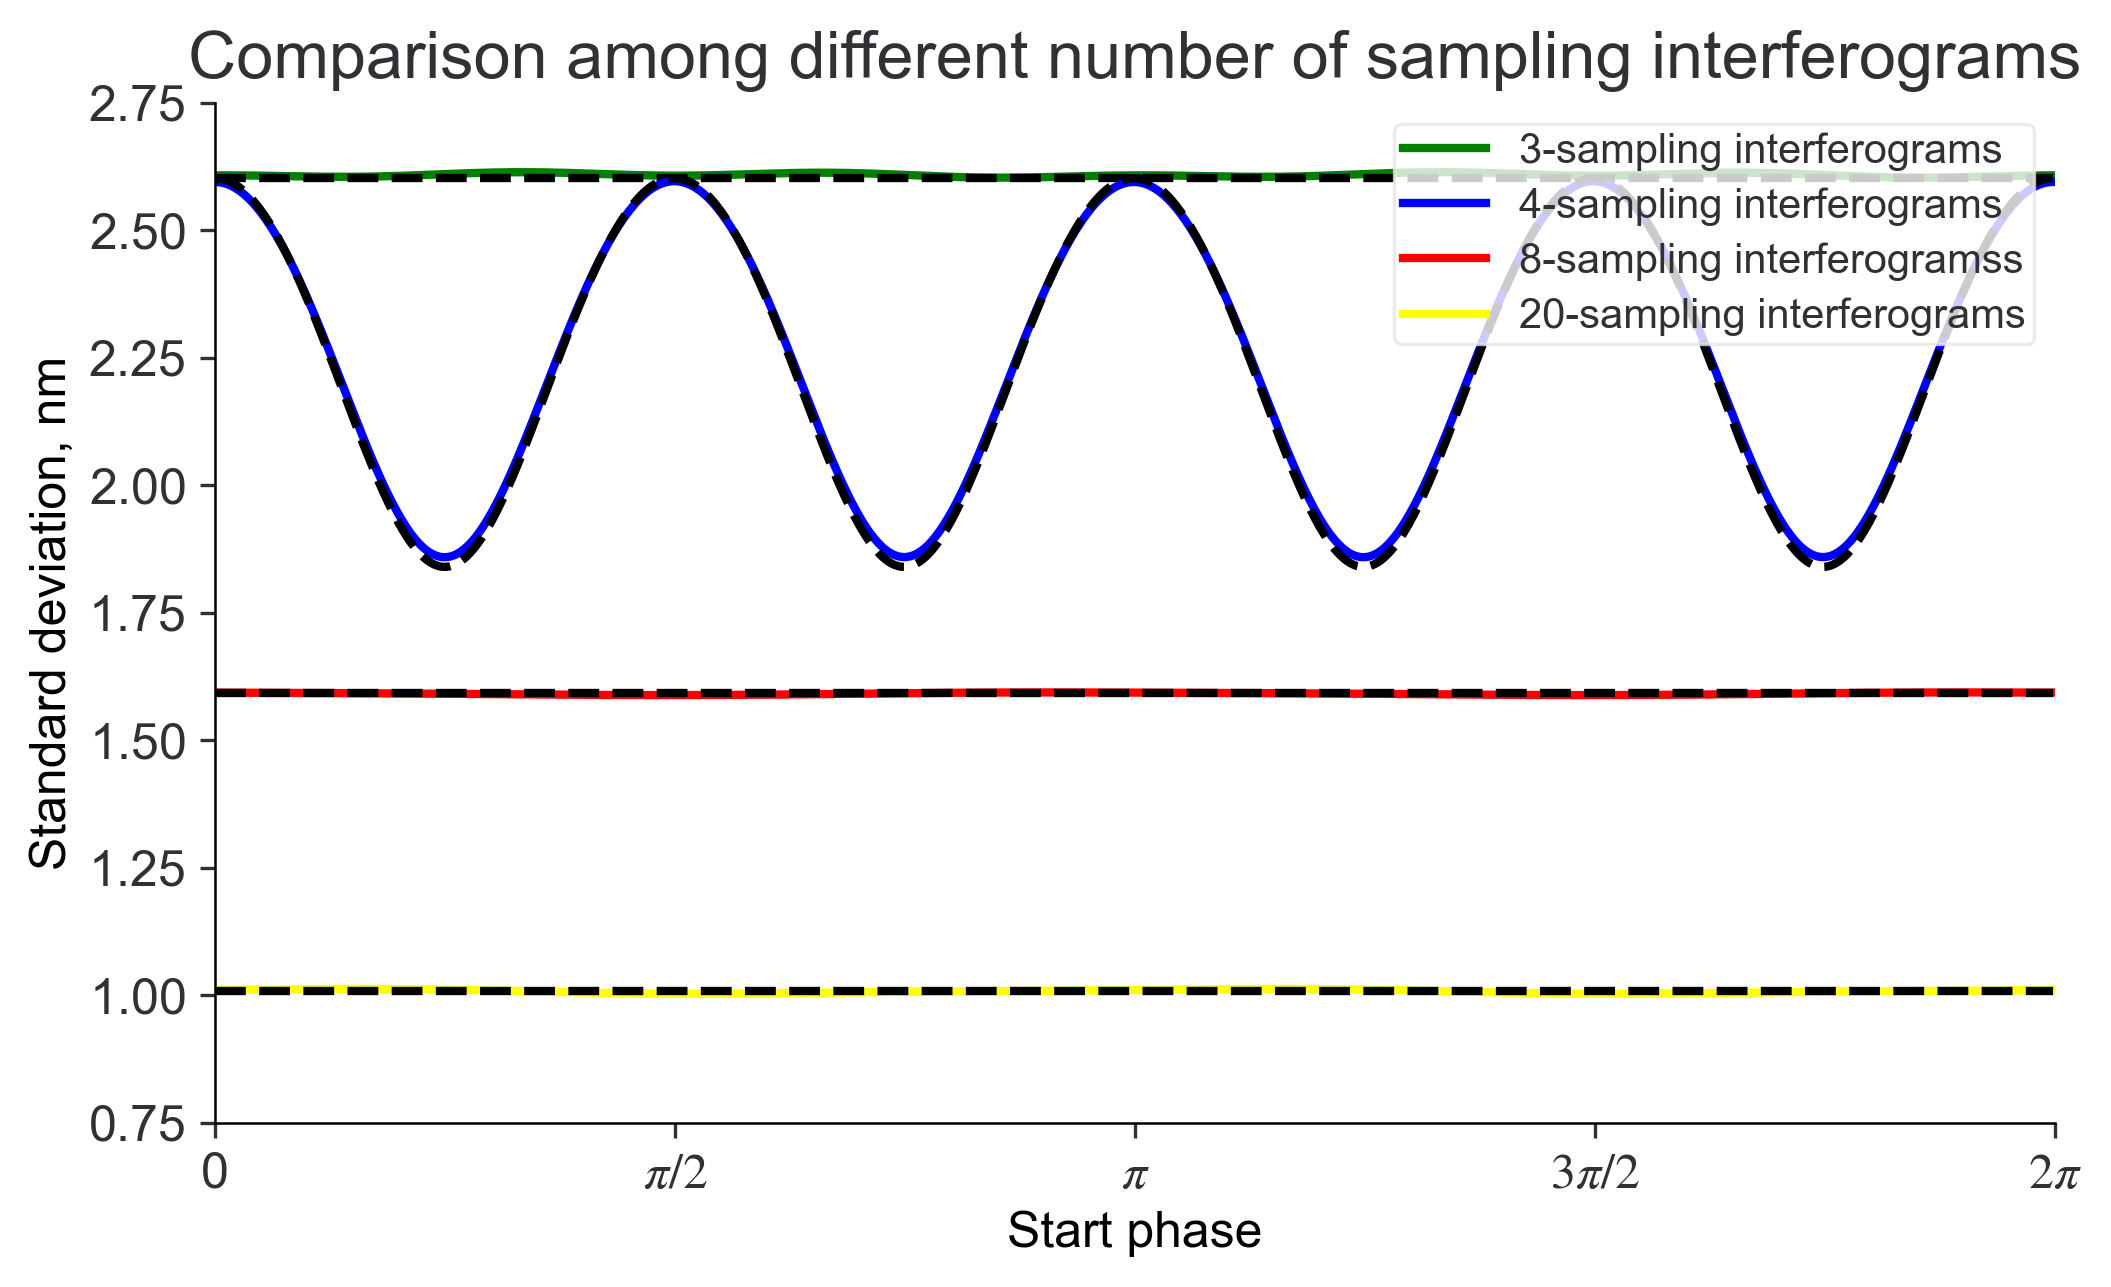 Comparison among different number of sampling interferograms
2.75
2.50
2.25
2.00
1.75
1.50
1.25
1.00
0.75
Standard deviation, nm
3-sampling interferograms
4-sampling interferograms
8-sampling interferogramss
20-sampling interferograms
0 π/2 π 3π/2 2π
Start phase